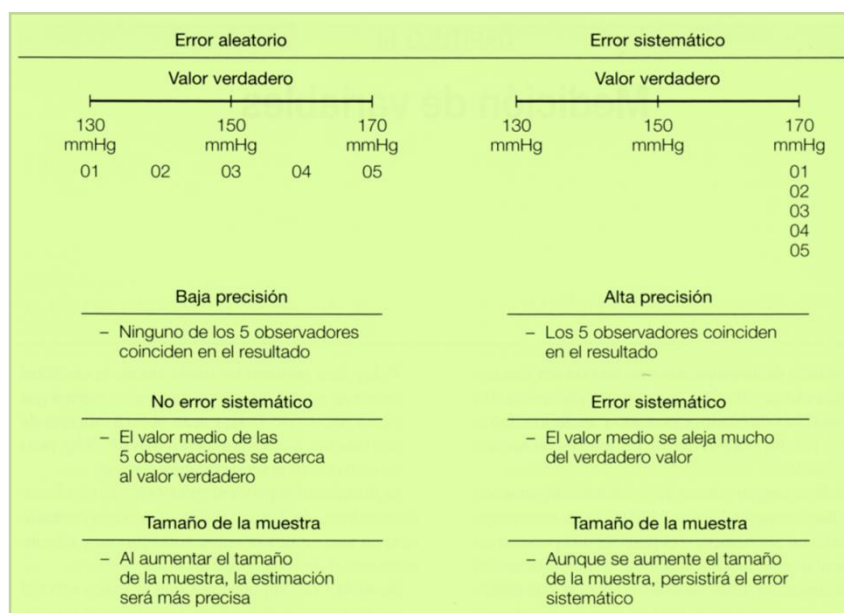 Error aleatorio
Valor verdadero
130 150 170
mmHg mmHg mmHg
01 02 03 04 05
Baja precisión
– Ninguno de los 5 observadores
coinciden en el resultado
No error sistemático
– El valor medio de las
5 observaciones se acerca
al valor verdadero
Tamaño de la muestra
– Al aumentar el tamaño
de la muestra, la estimación
será más precisa
Error sistemático
Valor verdadero
130 150 170
mmHg mmHg mmHg
01
02
03
04
05
Alta precisión
– Los 5 observadores coinciden
en el resultado
Error sistemático
– El valor medio se aleja mucho
del verdadero valor
Tamaño de la muestra
– Aunque se aumente el tamaño
de la muestra, persistirá el error
sistemático